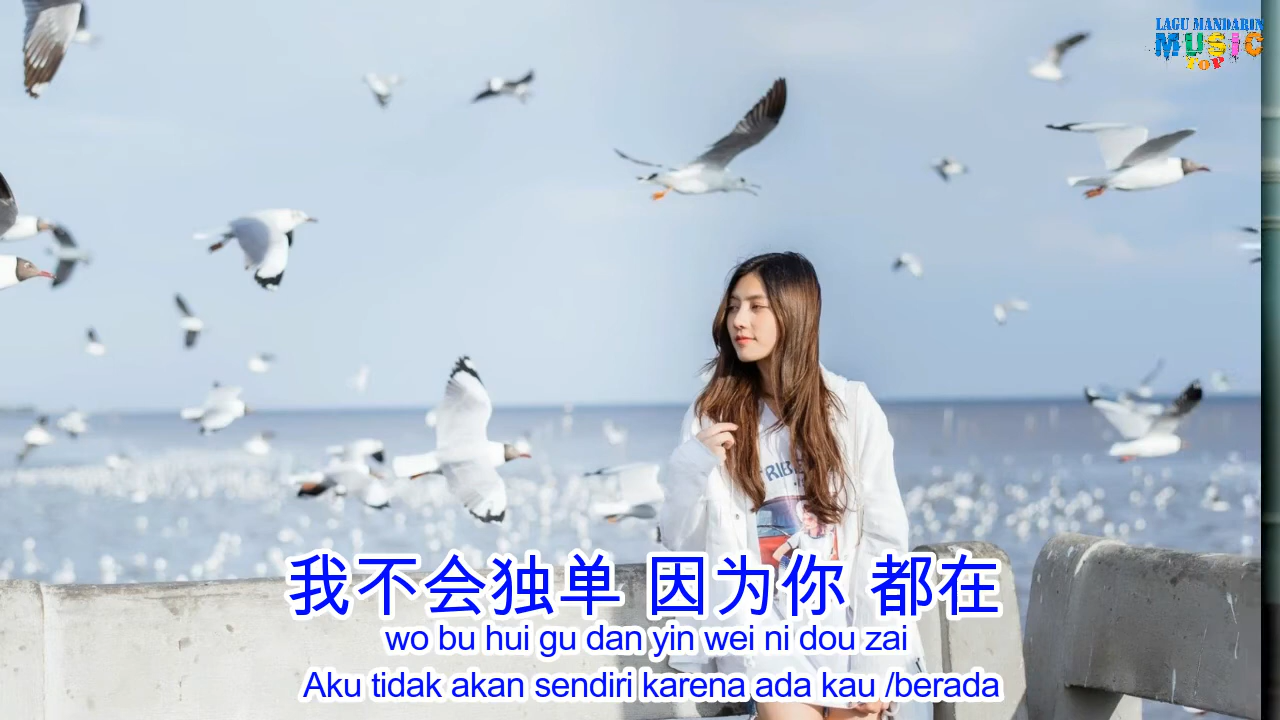 LAGU MANDARIN
MUSIC
TOP
RIBE
我不会独单 因为你 都在
wo bu hui gu dan yin wei ni dou zai
Aku tidak akan sendiri karena ada kau /berada